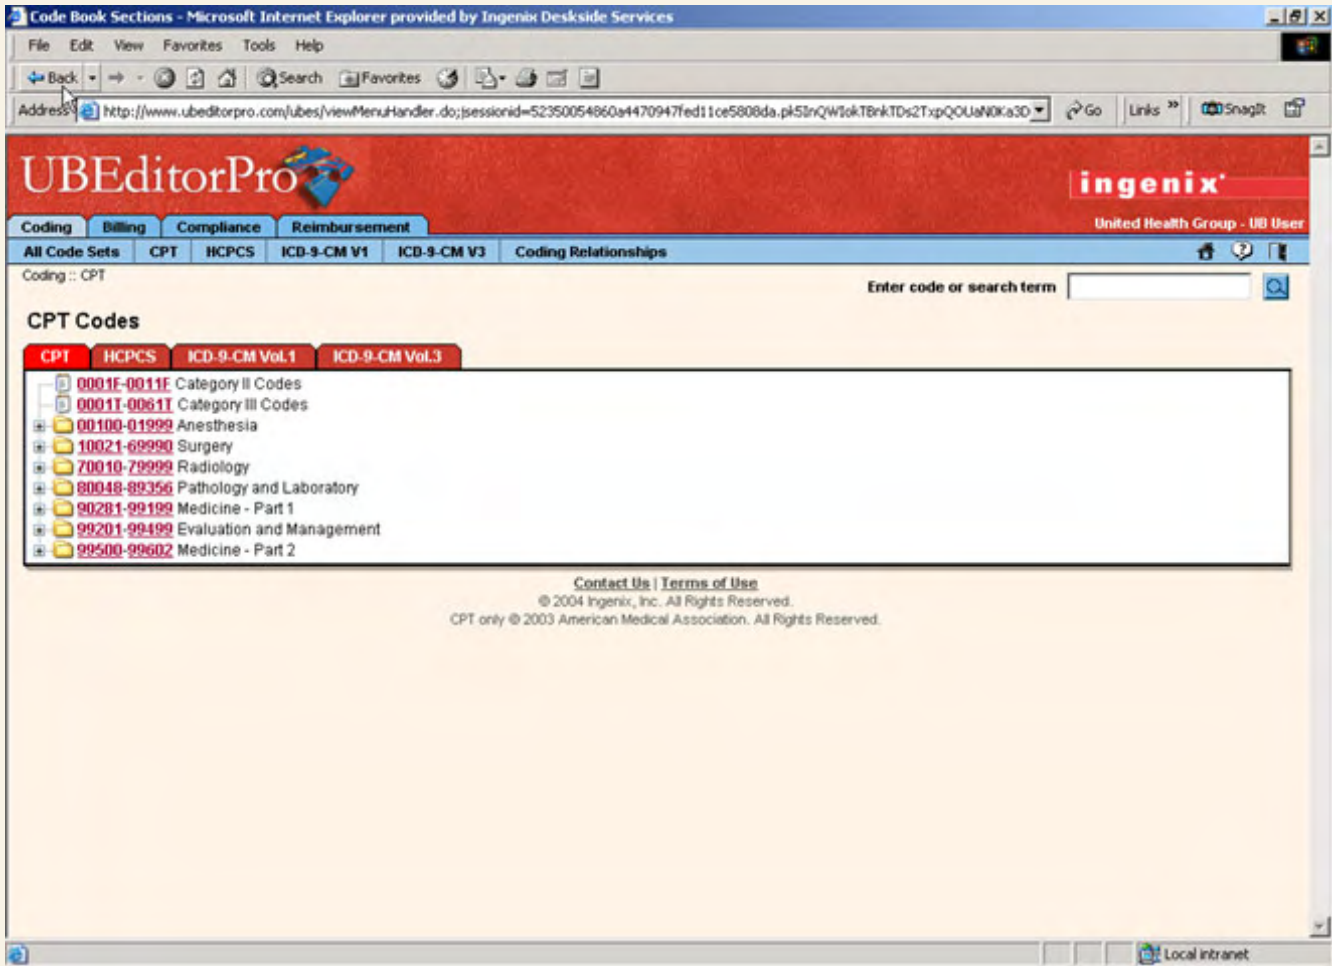 Code Book Sections - Microsoft Internet Explorer provided by Ingenix Deskside Services
File Edit View Favorites Tools Help
Back Search Favorites
Address http://www.ubeditorpro.com/ubes/viewMenuHandler.do;jsessionid=52350054860a4470947fed11ce5808da.pk5InQWIokTBnkTDs2TxpQOUaN0Ka3D Go Links » SnagIt
UBEditorPro ingenix
Coding Billing Compliance Reimbursement United Health Group - UB User
All Code Sets CPT HCPCS ICD-9-CM V1 ICD-9-CM V3 Coding Relationships
Coding :: CPT
Enter code or search term
CPT Codes
CPT HCPCS ICD-9-CM Vol.1 ICD-9-CM Vol.3
0001F-0011F Category II Codes
0001T-0061T Category III Codes
00100-01999 Anesthesia
10021-69990 Surgery
70010-79999 Radiology
80048-89356 Pathology and Laboratory
90281-99199 Medicine - Part 1
99201-99499 Evaluation and Management
99500-99602 Medicine - Part 2
Contact Us | Terms of Use
© 2004 Ingenix, Inc. All Rights Reserved.
CPT only © 2003 American Medical Association. All Rights Reserved.
Local intranet